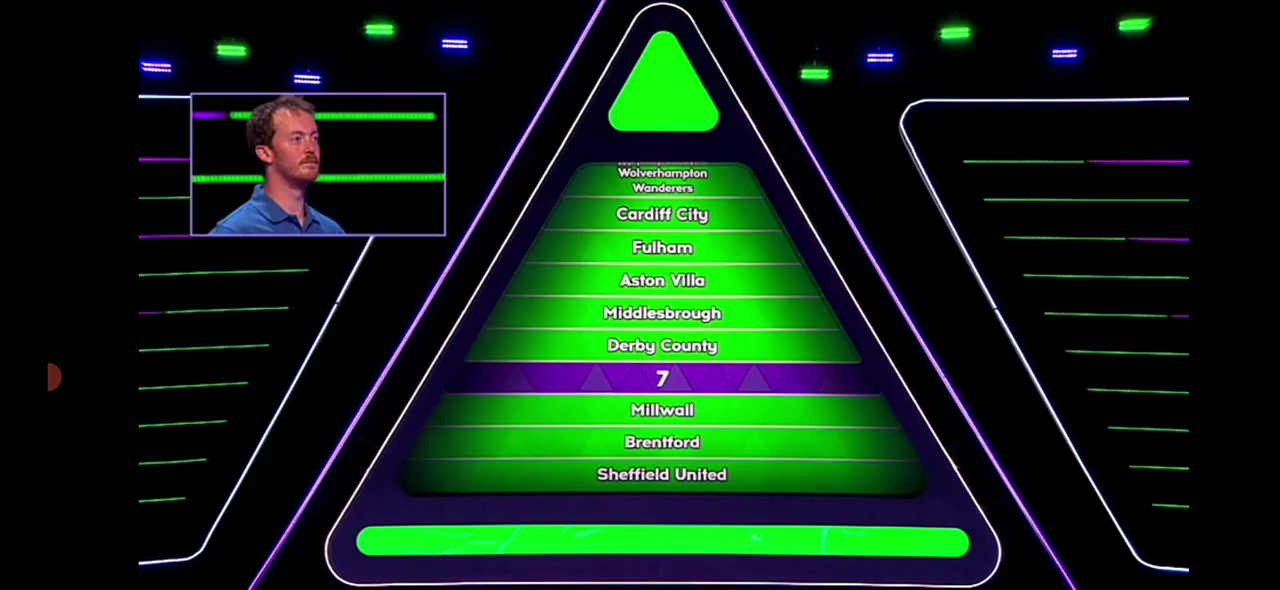 Wolverhampton
Wanderers
Cardiff City
Fulham
Aston Villa
Middlesbrough
Derby County
7
Millwall
Brentford
Sheffield United